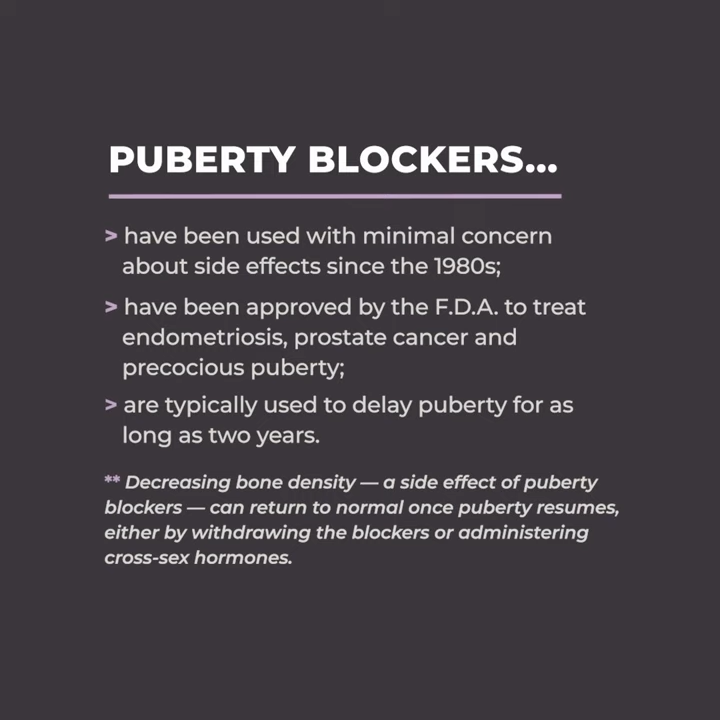 PUBERTY BLOCKERS...
> have been used with minimal concern
about side effects since the 1980s;
> have been approved by the F.D.A. to treat
endometriosis, prostate cancer and
precocious puberty;
> are typically used to delay puberty for as
long as two years.
** Decreasing bone density — a side effect of puberty
blockers — can return to normal once puberty resumes,
either by withdrawing the blockers or administering
cross-sex hormones.